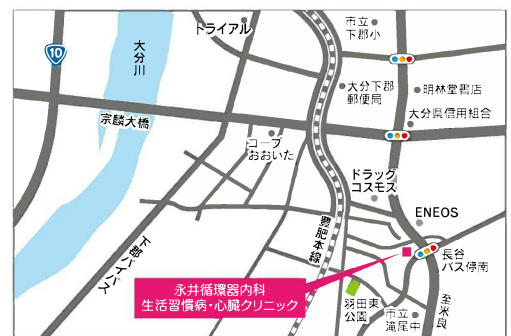 トライアル
市立
下郡小
10
大分川
大分下郡
郵便局
明林堂書店
大分県信用組合
宗麟大橋
コープ
おおいた
ドラッグ
コスモス
ENEOS
豊肥本線
下郡バイパス
長谷
バス停南
永井循環器内科
生活習慣病・心臓クリニック
羽田東
公園
市立
滝尾中
至米良